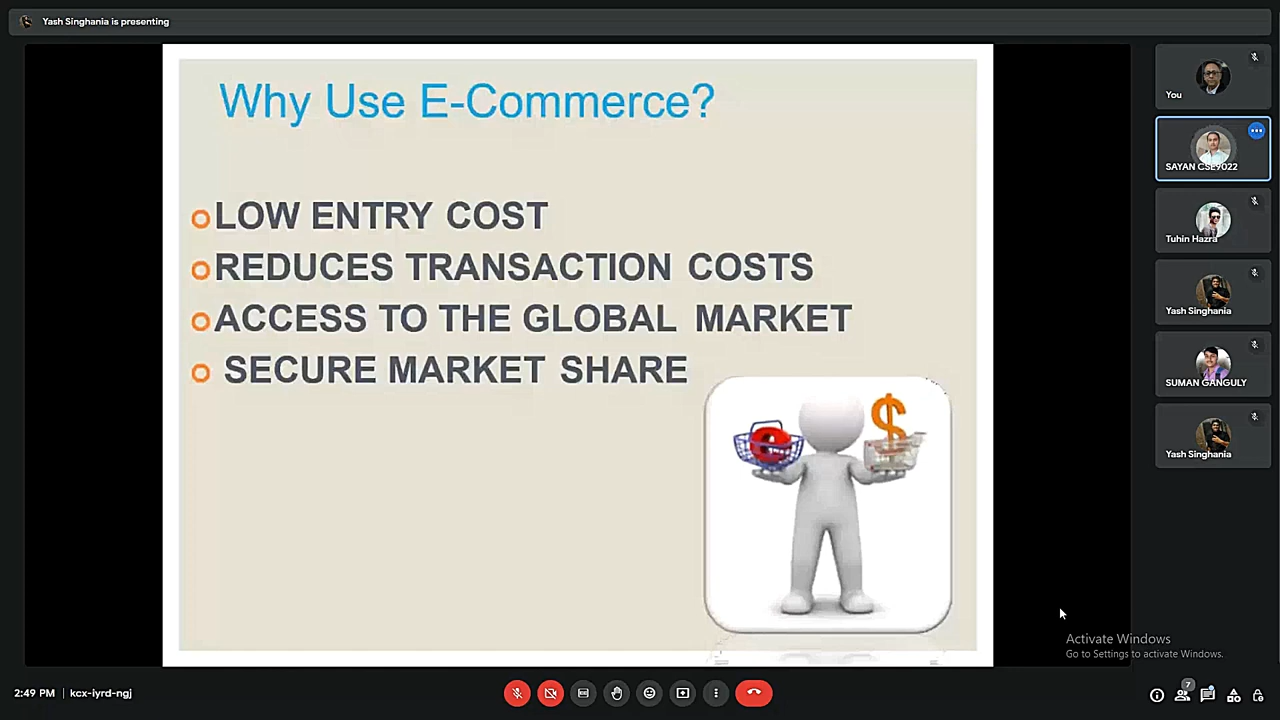 Yash Singhania is presenting
Why Use E-Commerce?
LOW ENTRY COST
REDUCES TRANSACTION COSTS
ACCESS TO THE GLOBAL MARKET
SECURE MARKET SHARE
e
$
You
SAYAN CSE9022
Tuhin Hazra
Yash Singhania
SUMAN GANGULY
Yash Singhania
Activate Windows
Go to Settings to activate Windows.
2:49 PM | kcx-iyrd-ngj
7